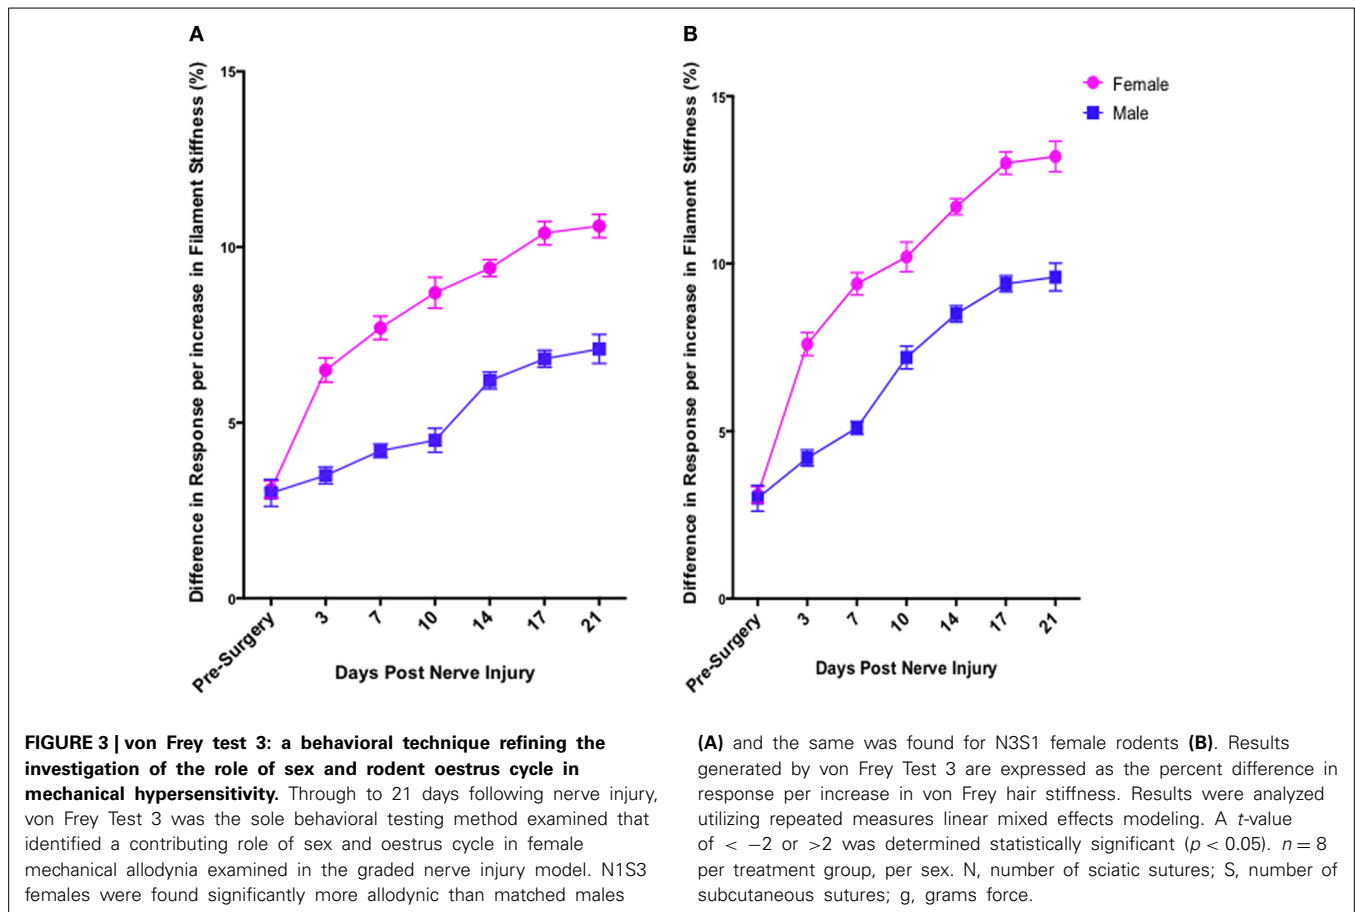 A
B
Difference in Response per increase in Filament Stiffness (%)
15
10
5
0
Pre-Surgery
3
7
10
14
17
21
Days Post Nerve Injury
Difference in Response per increase in Filament Stiffness (%)
15
10
5
0
Pre-Surgery
3
7
10
14
17
21
Days Post Nerve Injury
Female
Male
FIGURE 3 | von Frey test 3: a behavioral technique refining the
investigation of the role of sex and rodent oestrus cycle in
mechanical hypersensitivity. Through to 21 days following nerve injury,
von Frey Test 3 was the sole behavioral testing method examined that
identified a contributing role of sex and oestrus cycle in female
mechanical allodynia examined in the graded nerve injury model. N1S3
females were found significantly more allodynic than matched males
(A) and the same was found for N3S1 female rodents (B). Results
generated by von Frey Test 3 are expressed as the percent difference in
response per increase in von Frey hair stiffness. Results were analyzed
utilizing repeated measures linear mixed effects modeling. A t-value
of < −2 or >2 was determined statistically significant (p < 0.05). n = 8
per treatment group, per sex. N, number of sciatic sutures; S, number of
subcutaneous sutures; g, grams force.